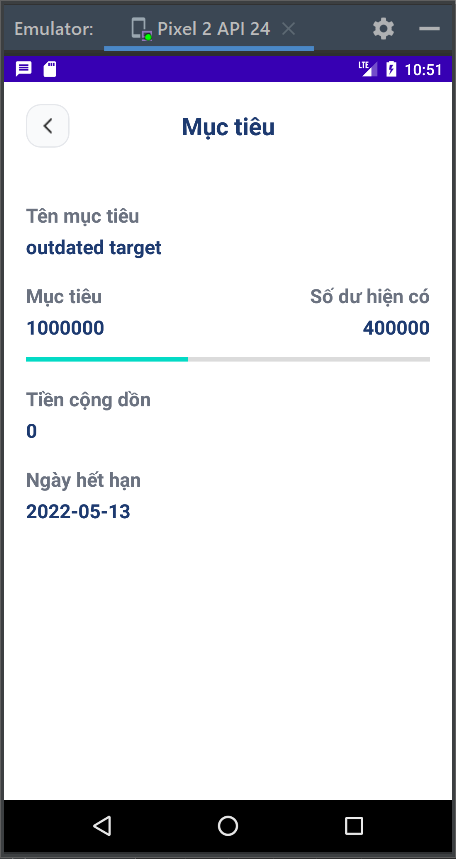 Emulator: Pixel 2 API 24
LTE 10:51
Mục tiêu
Tên mục tiêu
outdated target
Mục tiêu Số dư hiện có
1000000 400000
Tiền cộng dồn
0
Ngày hết hạn
2022-05-13